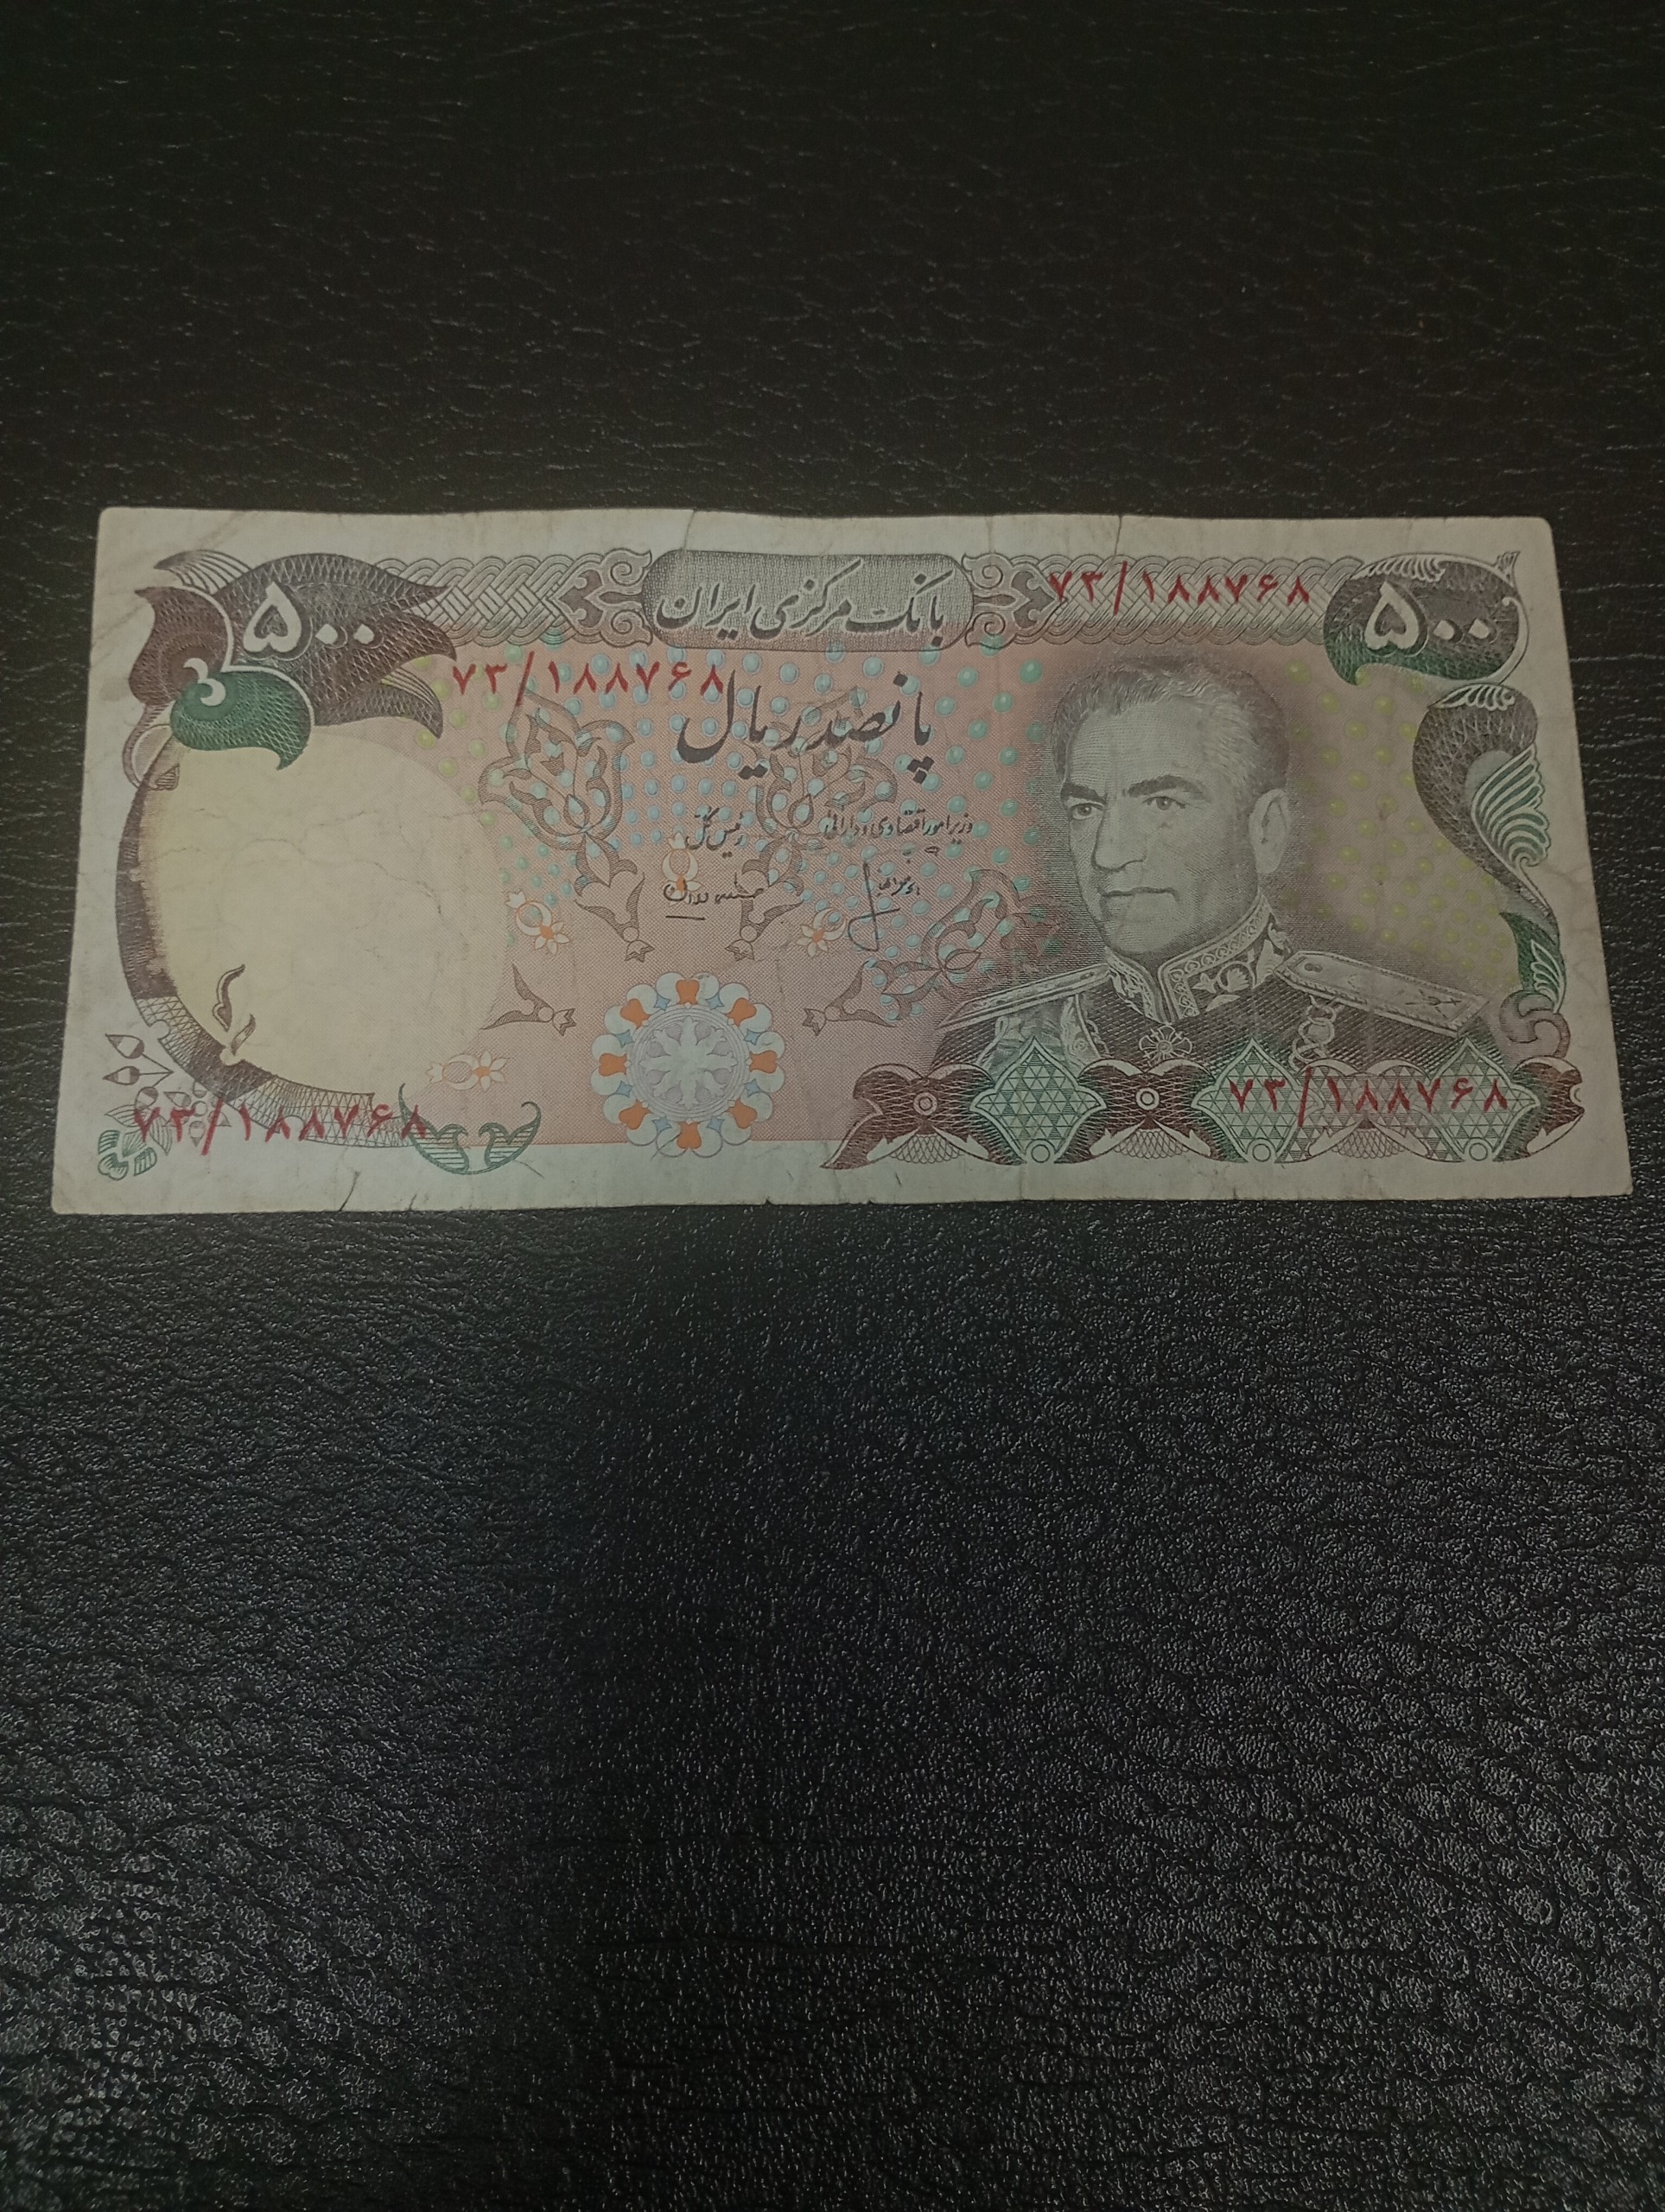 ۵۰۰
بانک مرکزی ایران
۷۳/۱۸۸۷۶۸
۵۰۰
۷۳/۱۸۸۷۶۸
پانصد ریال
وزیر امور اقتصادی و دارائی
رئیس کل
۷۳/۱۸۸۷۶۸
۷۳/۱۸۸۷۶۸